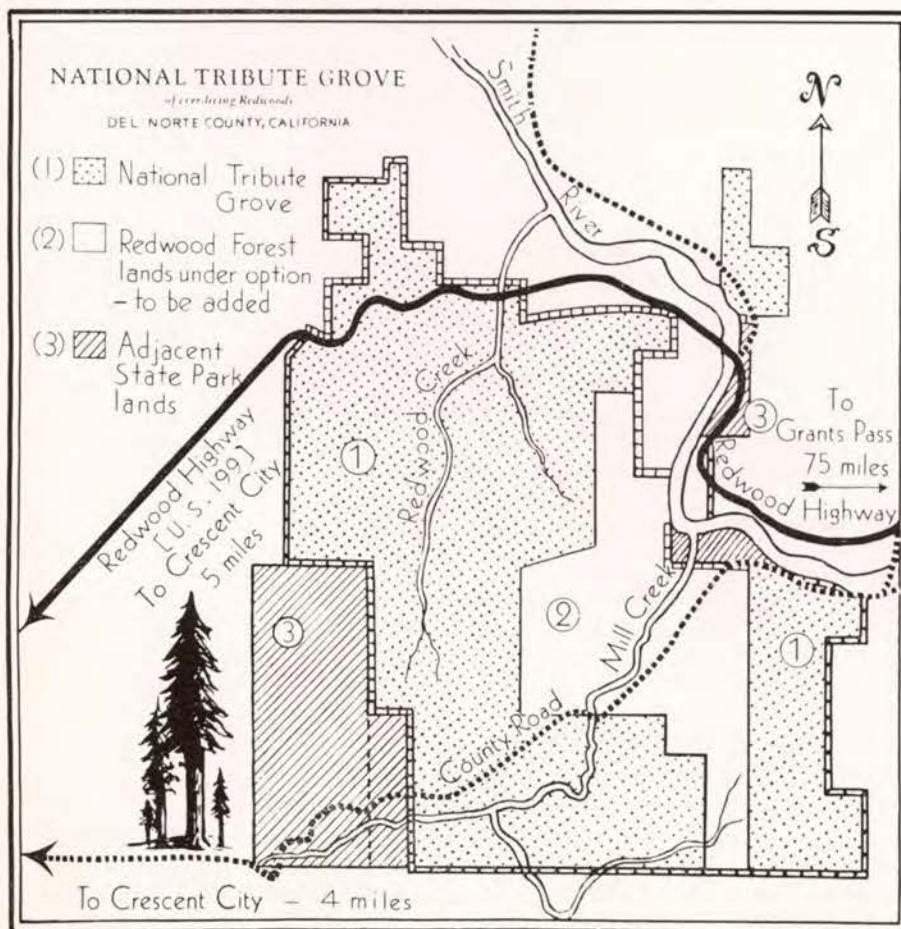 NATIONAL TRIBUTE GROVE
of everliving Redwoods
DEL NORTE COUNTY, CALIFORNIA
(1) National Tribute
Grove
(2) Redwood Forest
lands under option
– to be added
(3) Adjacent
State Park
lands
Smith
River
N
S
Redwood Creek
Redwood Highway
[U.S. 199]
To Crescent City
5 miles
1
3
To
Grants Pass
75 miles
Redwood Highway
2
Mill Creek
3
1
County Road
To Crescent City – 4 miles